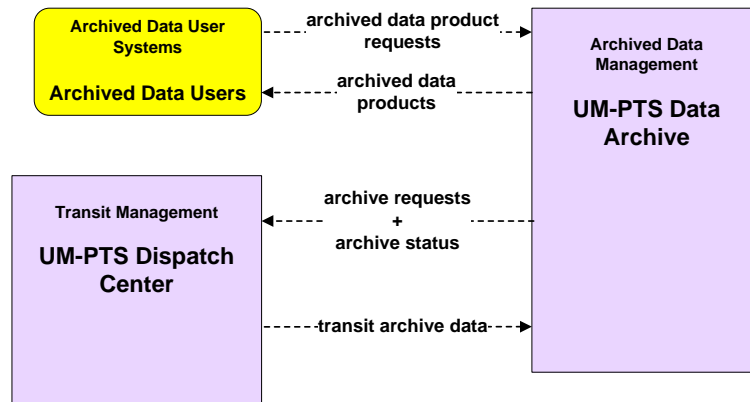 Archived Data User
Systems
Archived Data Users
archived data product
requests
archived data
products
Archived Data
Management
UM-PTS Data
Archive
Transit Management
UM-PTS Dispatch
Center
archive requests
+
archive status
transit archive data